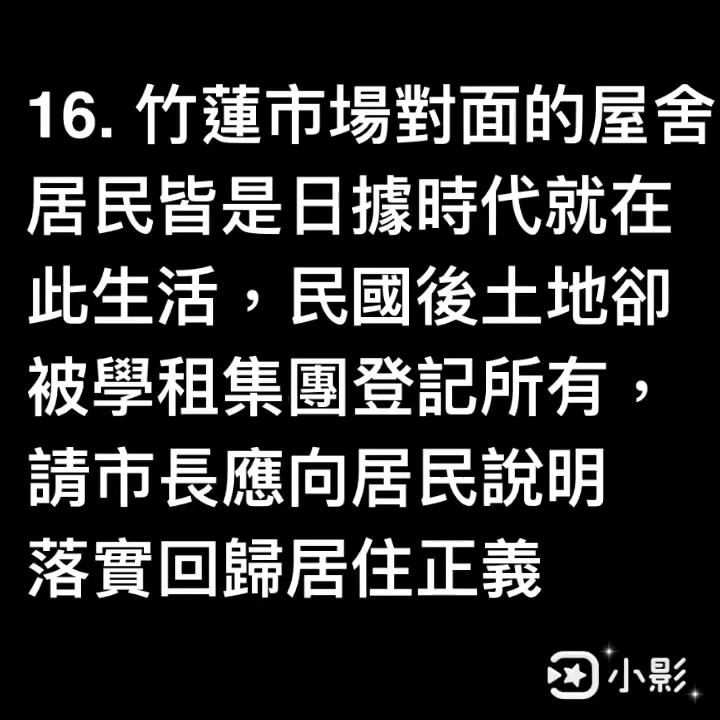 16. 竹蓮市場對面的屋舍
居民皆是日據時代就在
此生活，民國後土地卻
被學租集團登記所有，
請市長應向居民說明
落實回歸居住正義
小影